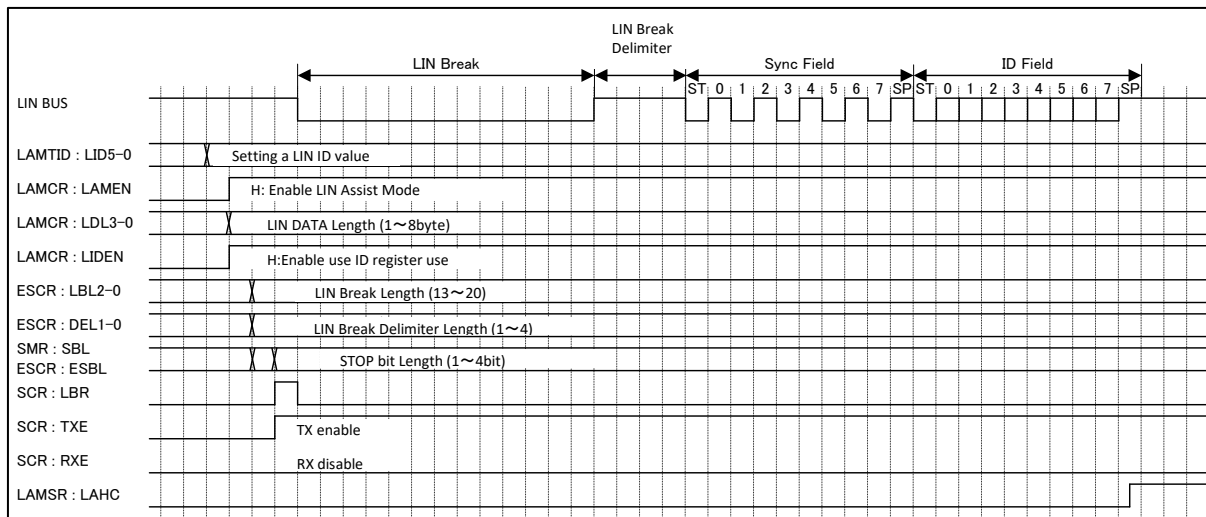 LIN Break
Delimiter
LIN Break
Sync Field
ID Field
ST 0 1 2 3 4 5 6 7 SP ST 0 1 2 3 4 5 6 7 SP
LIN BUS
LAMTID : LID5-0
Setting a LIN ID value
LAMCR : LAMEN
H: Enable LIN Assist Mode
LAMCR : LDL3-0
LIN DATA Length (1～8byte)
LAMCR : LIDEN
H:Enable use ID register use
ESCR : LBL2-0
LIN Break Length (13～20)
ESCR : DEL1-0
LIN Break Delimiter Length (1～4)
SMR : SBL
ESCR : ESBL
STOP bit Length (1～4bit)
SCR : LBR
SCR : TXE
TX enable
SCR : RXE
RX disable
LAMSR : LAHC